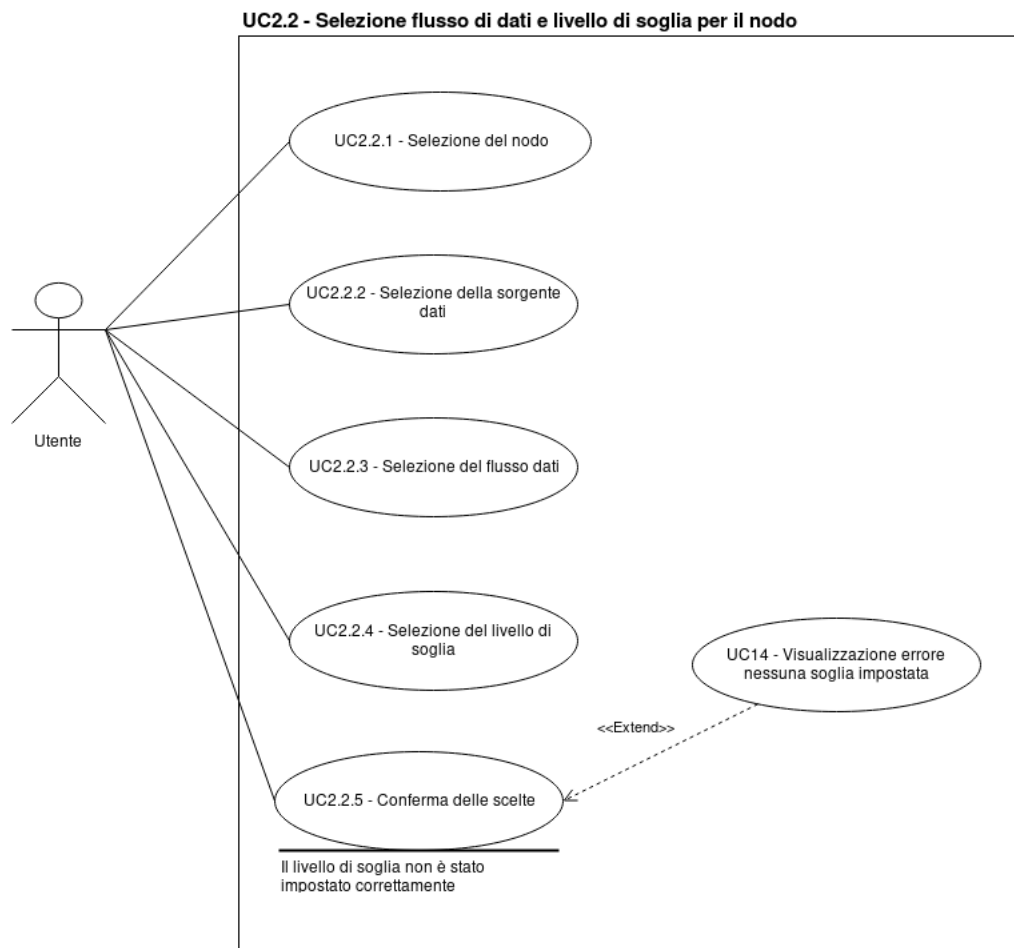 UC2.2 - Selezione flusso di dati e livello di soglia per il nodo
UC2.2.1 - Selezione del nodo
UC2.2.2 - Selezione della sorgente
dati
Utente
UC2.2.3 - Selezione del flusso dati
UC2.2.4 - Selezione del livello di
soglia
UC14 - Visualizzazione errore
nessuna soglia impostata
<<Extend>>
UC2.2.5 - Conferma delle scelte
Il livello di soglia non è stato
impostato correttamente